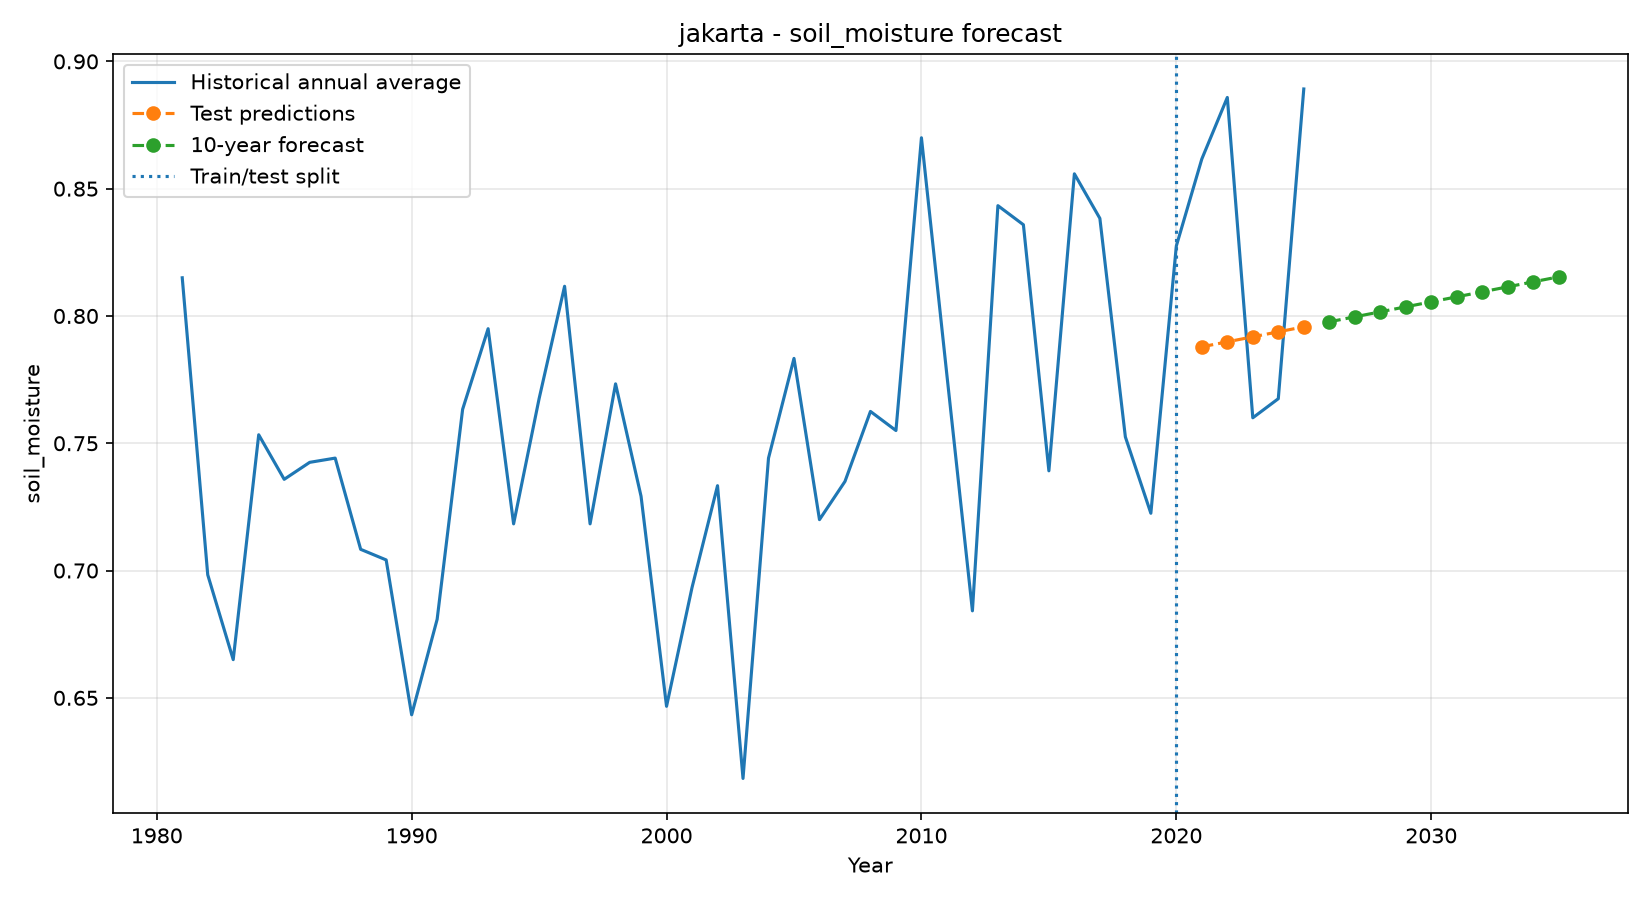 jakarta - soil_moisture forecast
Historical annual average
Test predictions
10-year forecast
Train/test split
0.90
0.85
0.80
0.75
0.70
0.65
soil_moisture
1980 1990 2000 2010 2020 2030
Year